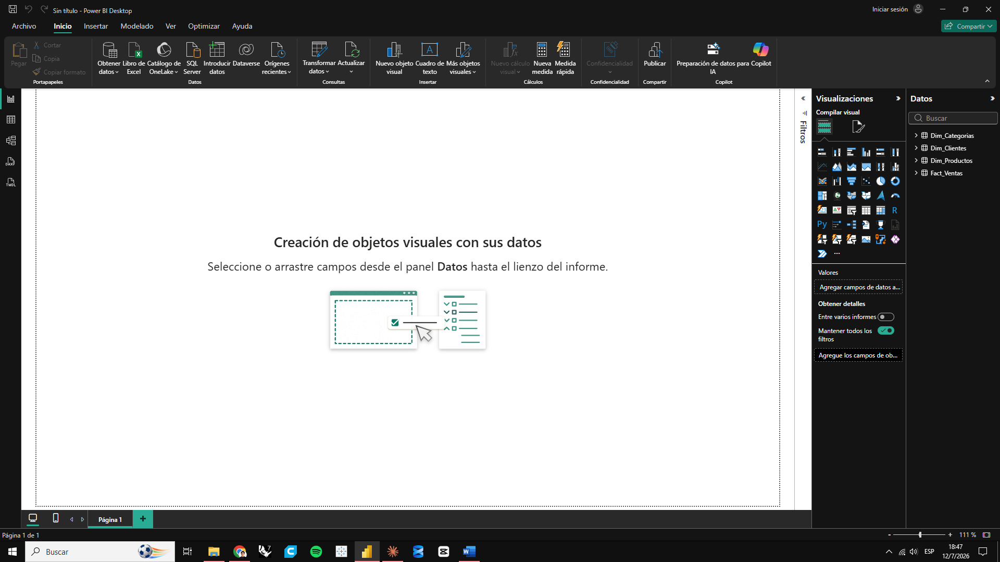 Sin título - Power BI Desktop
Iniciar sesión
Archivo
Inicio
Insertar
Modelado
Ver
Optimizar
Ayuda
Compartir
Pegar
Cortar
Copia
Copiar formato
Portapapeles
Obtener datos
Libro de Excel
Catálogo de OneLake
SQL Server
Introducir datos
Dataverse
Orígenes recientes
Datos
Transformar datos
Actualizar
Consultas
Nuevo objeto visual
Cuadro de texto
Más objetos visuales
Insertar
Nuevo cálculo visual
Nueva medida
Medida rápida
Cálculos
Confidencialidad
Confidencialidad
Publicar
Compartir
Preparación de datos para IA
Copilot
Copilot
DAX
TMDL
Creación de objetos visuales con sus datos
Seleccione o arrastre campos desde el panel Datos hasta el lienzo del informe.
Filtros
Visualizaciones
Compilar visual
123
R
Py
Valores
Agregar campos de datos a...
Obtener detalles
Entre varios informes
Mantener todos los filtros
Agregue los campos de ob...
Datos
Buscar
Dim_Categorias
Dim_Clientes
Dim_Productos
Fact_Ventas
Página 1
Página 1 de 1
111 %
Buscar
7
ESP
18:47
12/7/2026